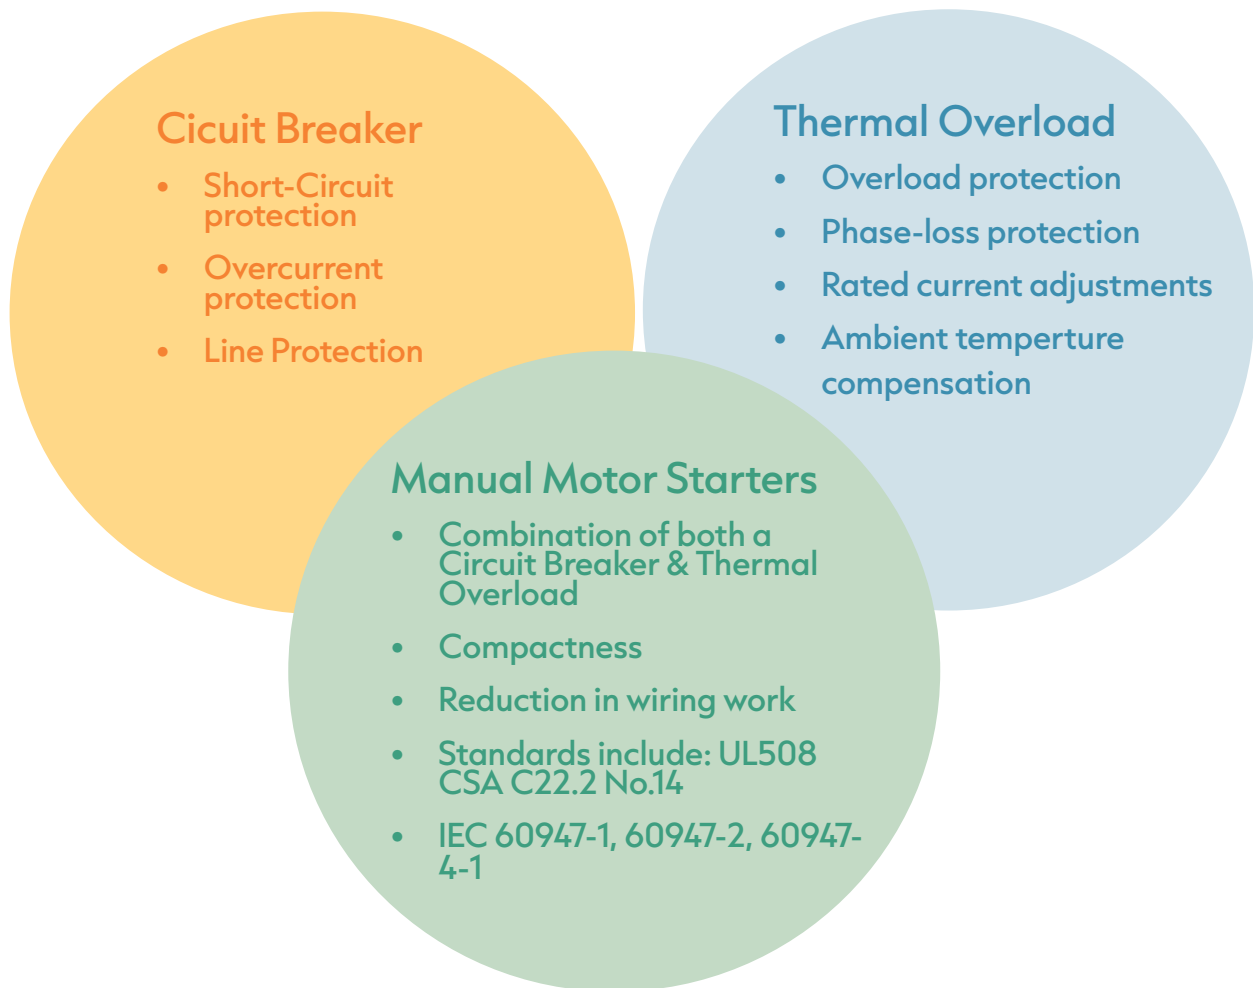 Cicuit Breaker
• Short-Circuit
protection
• Overcurrent
protection
• Line Protection
Thermal Overload
• Overload protection
• Phase-loss protection
• Rated current adjustments
• Ambient temperture
compensation
Manual Motor Starters
• Combination of both a
Circuit Breaker & Thermal
Overload
• Compactness
• Reduction in wiring work
• Standards include: UL508
CSA C22.2 No.14
• IEC 60947-1, 60947-2, 60947-
4-1